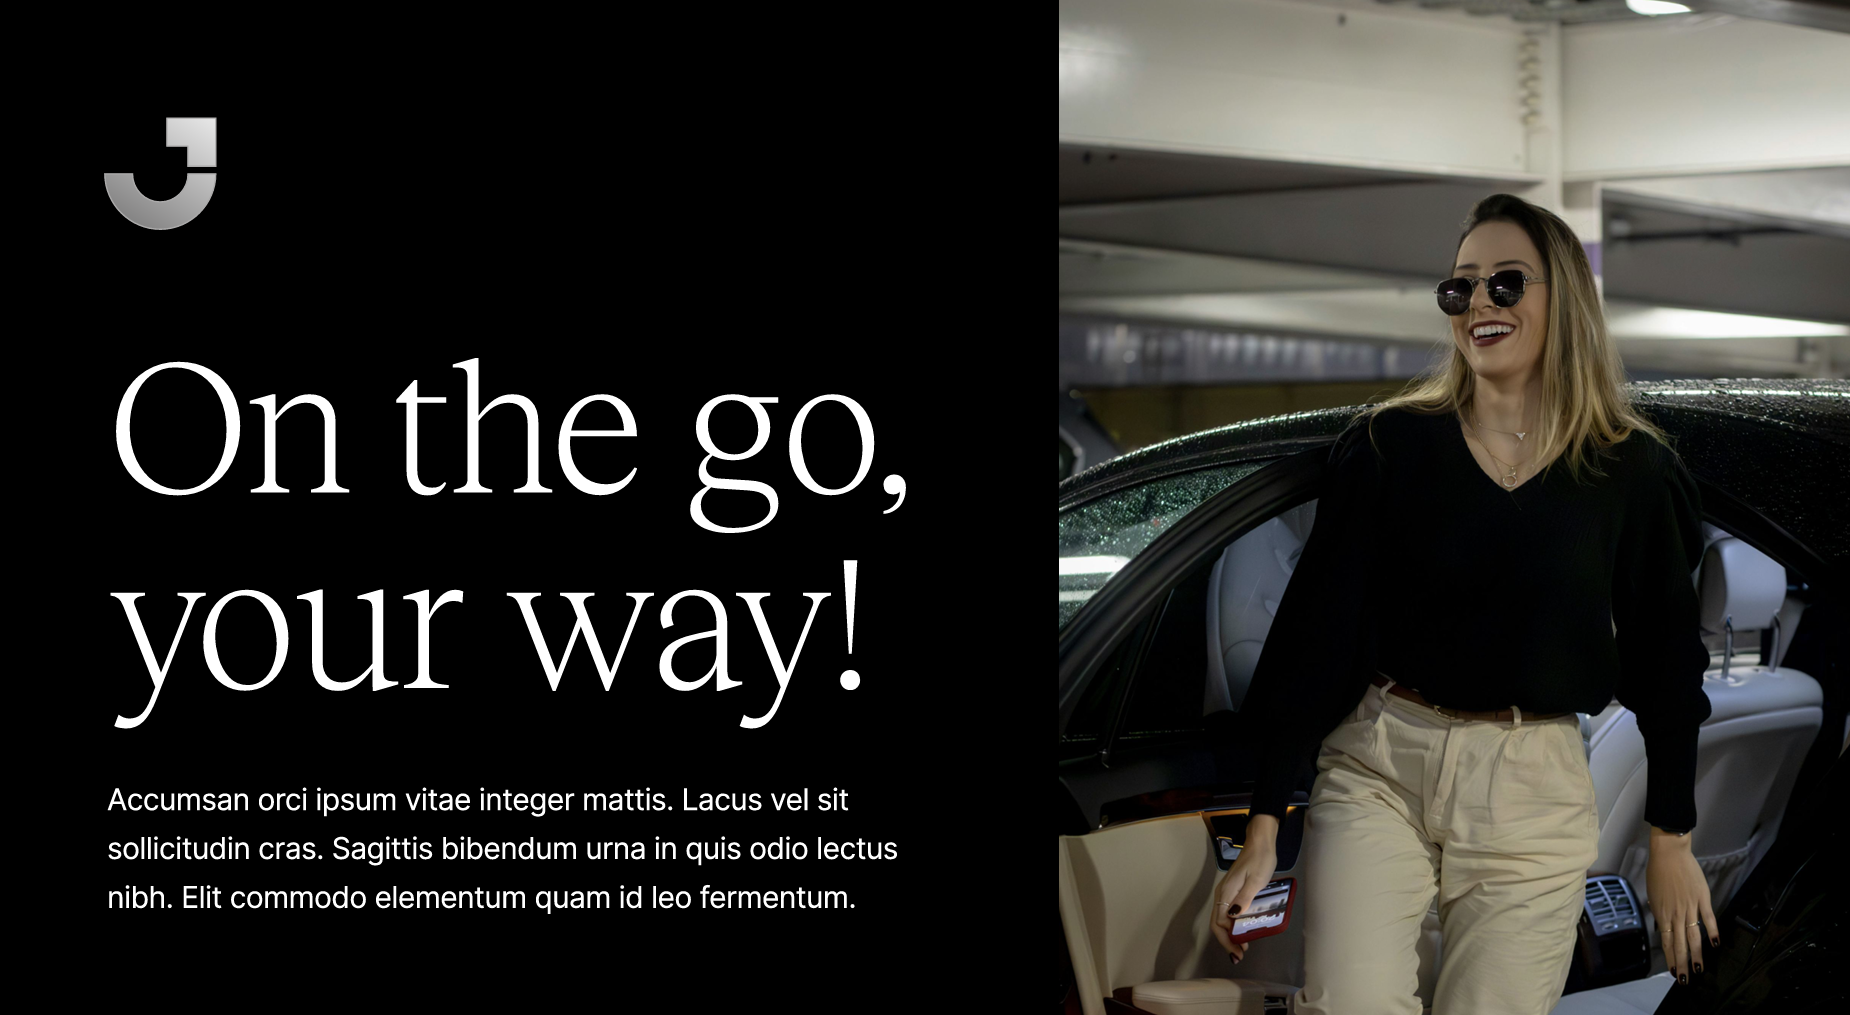 On the go,
your way!
Accumsan orci ipsum vitae integer mattis. Lacus vel sit
sollicitudin cras. Sagittis bibendum urna in quis odio lectus
nibh. Elit commodo elementum quam id leo fermentum.